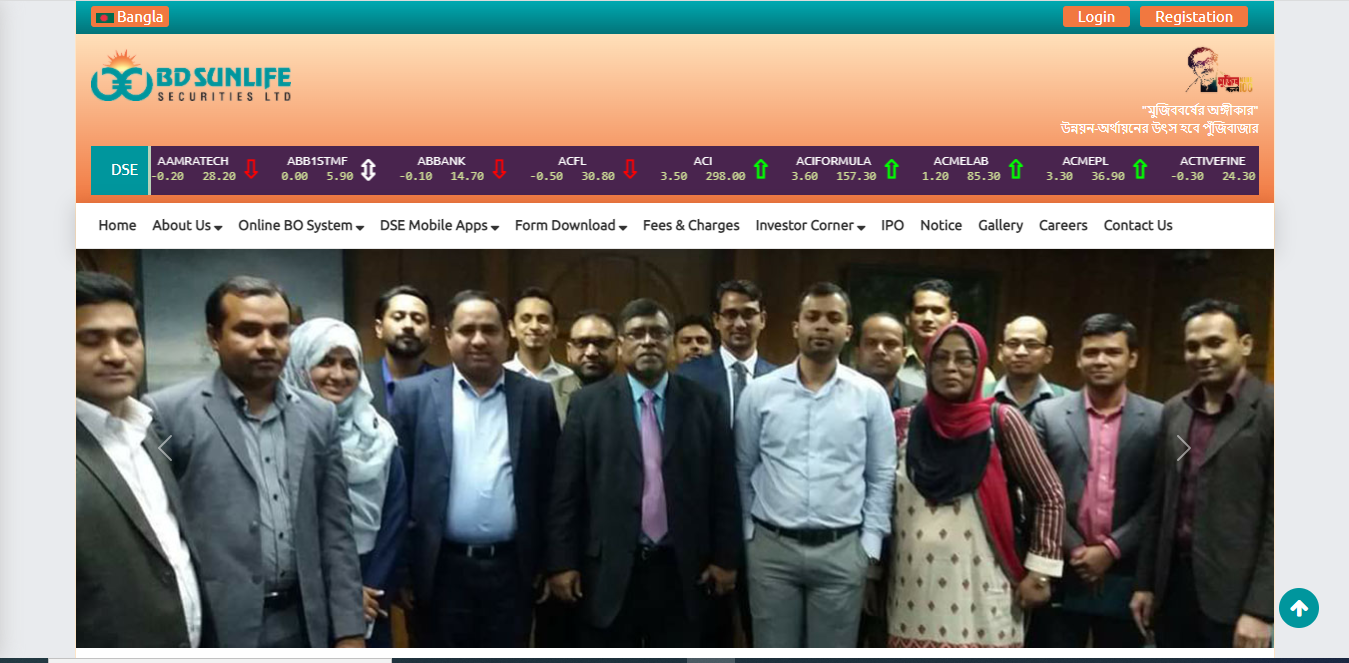 Bangla
Login
Registation
BD SUNLIFE
SECURITIES LTD
"মুজিববর্ষের অঙ্গীকার"
উন্নয়ন-অর্থায়নের উৎস হবে পুঁজিবাজার
DSE
AAMRATECH ABB1STMF ABBANK ACFL ACI ACIFORMULA ACMELAB ACMEPL ACTIVEFINE
-0.20 28.20 0.00 5.90 -0.10 14.70 -0.50 30.80 3.50 298.00 3.60 157.30 1.20 85.30 3.30 36.90 -0.30 24.30
Home About Us Online BO System DSE Mobile Apps Form Download Fees & Charges Investor Corner IPO Notice Gallery Careers Contact Us